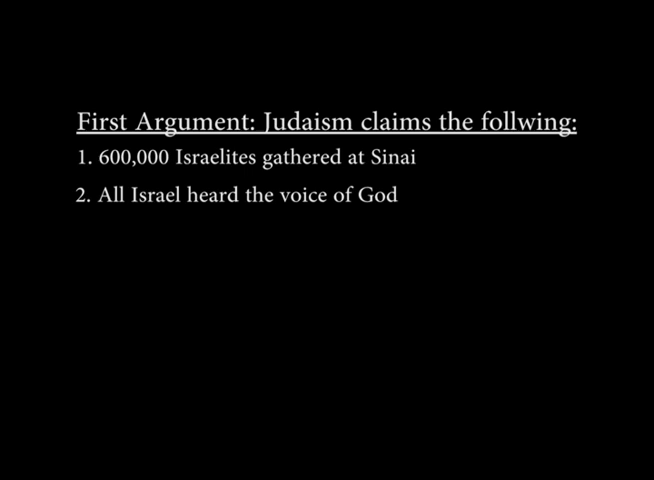 First Argument: Judaism claims the follwing:
1. 600,000 Israelites gathered at Sinai
2. All Israel heard the voice of God